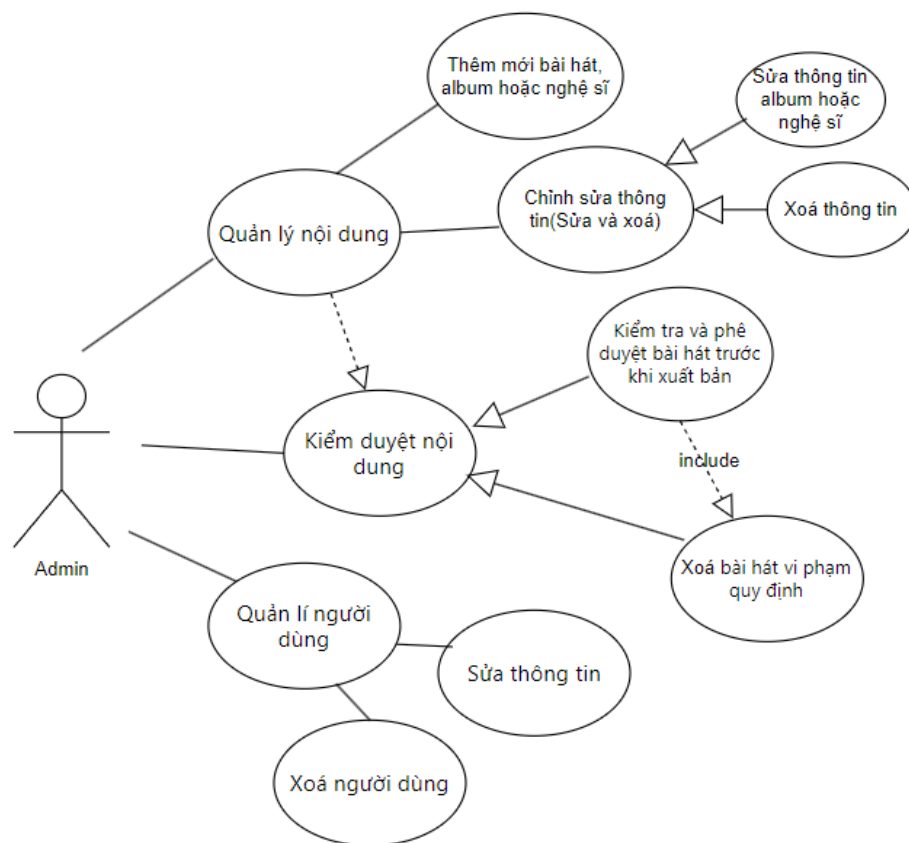 Thêm mới bài hát,
album hoặc nghệ sĩ
Sửa thông tin
album hoặc
nghệ sĩ
Chỉnh sửa thông
tin(Sửa và xoá)
Xoá thông tin
Quản lý nội dung
Kiểm tra và phê
duyệt bài hát trước
khi xuất bản
Kiểm duyệt nội
dung
include
Admin
Xoá bài hát vi phạm
quy định
Quản lí người
dùng
Sửa thông tin
Xoá người dùng